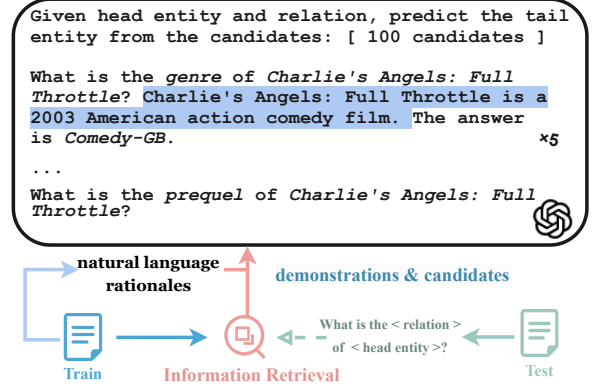 Given head entity and relation, predict the tail
entity from the candidates: [ 100 candidates ]
What is the genre of Charlie's Angels: Full
Throttle? Charlie's Angels: Full Throttle is a
2003 American action comedy film. The answer
is Comedy-GB.
×5
...
What is the prequel of Charlie's Angels: Full
Throttle?
natural language
rationales
demonstrations & candidates
What is the < relation >
of < head entity >?
Train
Information Retrieval
Test